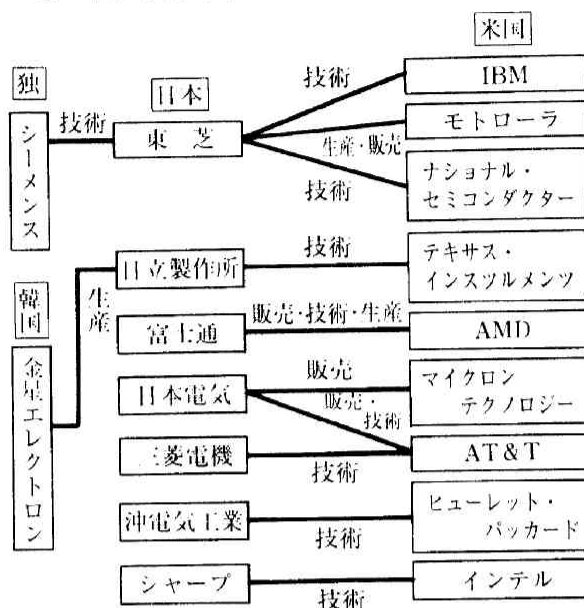 米国
独
日本
技術
IBM
シーメンス
技術
東芝
モトローラ
生産・販売
技術
ナショナル・
セミコンダクター
日立製作所
技術
テキサス・
インスツルメンツ
韓国
生産
富士通
販売・技術・生産
AMD
金星エレクトロン
日本電気
販売
マイクロン
テクノロジー
販売・
技術
三菱電機
技術
AT&T
沖電気工業
技術
ヒューレット・
パッカード
シャープ
技術
インテル